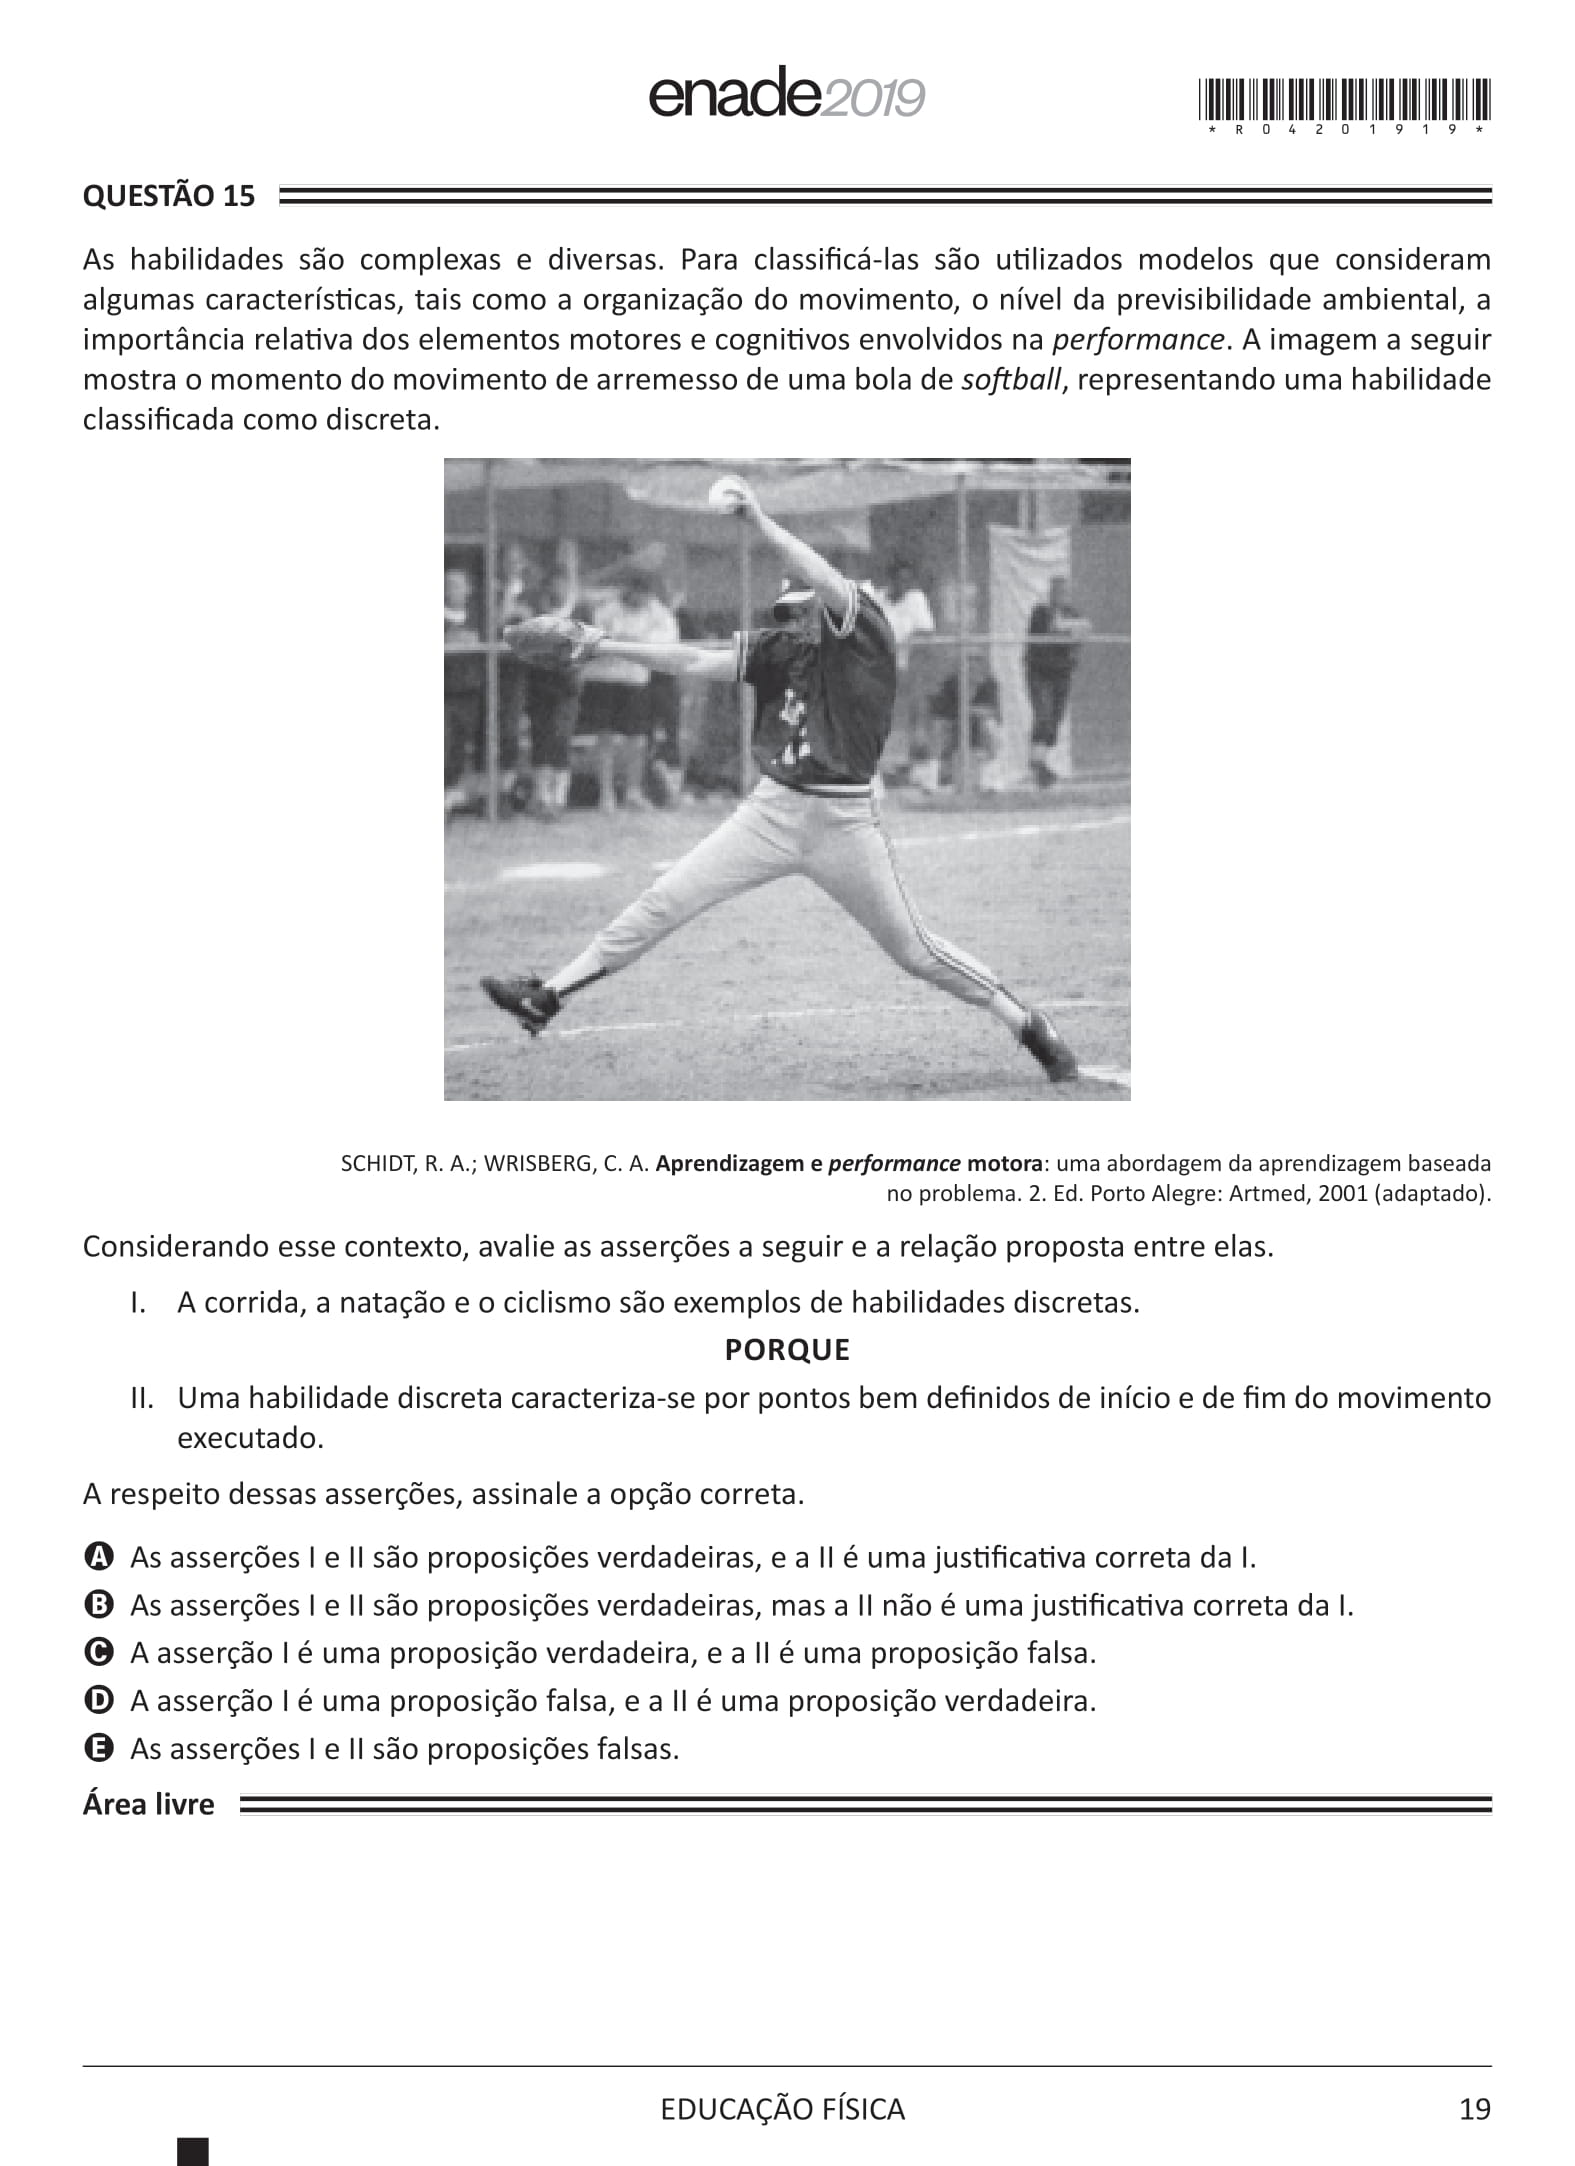 enade2019
*R04201919*
QUESTÃO 15
As habilidades são complexas e diversas. Para classificá-las são utilizados modelos que consideram
algumas características, tais como a organização do movimento, o nível da previsibilidade ambiental, a
importância relativa dos elementos motores e cognitivos envolvidos na performance. A imagem a seguir
mostra o momento do movimento de arremesso de uma bola de softball, representando uma habilidade
classificada como discreta.
SCHIDT, R. A.; WRISBERG, C. A. Aprendizagem e performance motora: uma abordagem da aprendizagem baseada
no problema. 2. Ed. Porto Alegre: Artmed, 2001 (adaptado).
Considerando esse contexto, avalie as asserções a seguir e a relação proposta entre elas.
I. A corrida, a natação e o ciclismo são exemplos de habilidades discretas.
PORQUE
II. Uma habilidade discreta caracteriza-se por pontos bem definidos de início e de fim do movimento
executado.
A respeito dessas asserções, assinale a opção correta.
A As asserções I e II são proposições verdadeiras, e a II é uma justificativa correta da I.
B As asserções I e II são proposições verdadeiras, mas a II não é uma justificativa correta da I.
C A asserção I é uma proposição verdadeira, e a II é uma proposição falsa.
D A asserção I é uma proposição falsa, e a II é uma proposição verdadeira.
E As asserções I e II são proposições falsas.
Área livre
EDUCAÇÃO FÍSICA
19